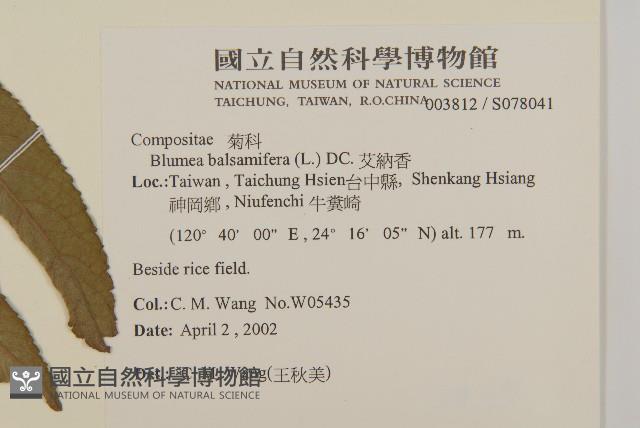 國立自然科學博物館
NATIONAL MUSEUM OF NATURAL SCIENCE
TAICHUNG, TAIWAN, R.O.CHINA 003812 / S078041
Compositae 菊科
Blumea balsamifera (L.) DC. 艾納香
Loc.:Taiwan , Taichung Hsien台中縣, Shenkang Hsiang
神岡鄉 , Niufenchi 牛糞崎
(120° 40' 00" E , 24° 16' 05" N) alt. 177 m.
Beside rice field.
Col.: C. M. Wang No.W05435
Date: April 2 , 2002
(王秋美)
國立自然科學博物館
NATIONAL MUSEUM OF NATURAL SCIENCE